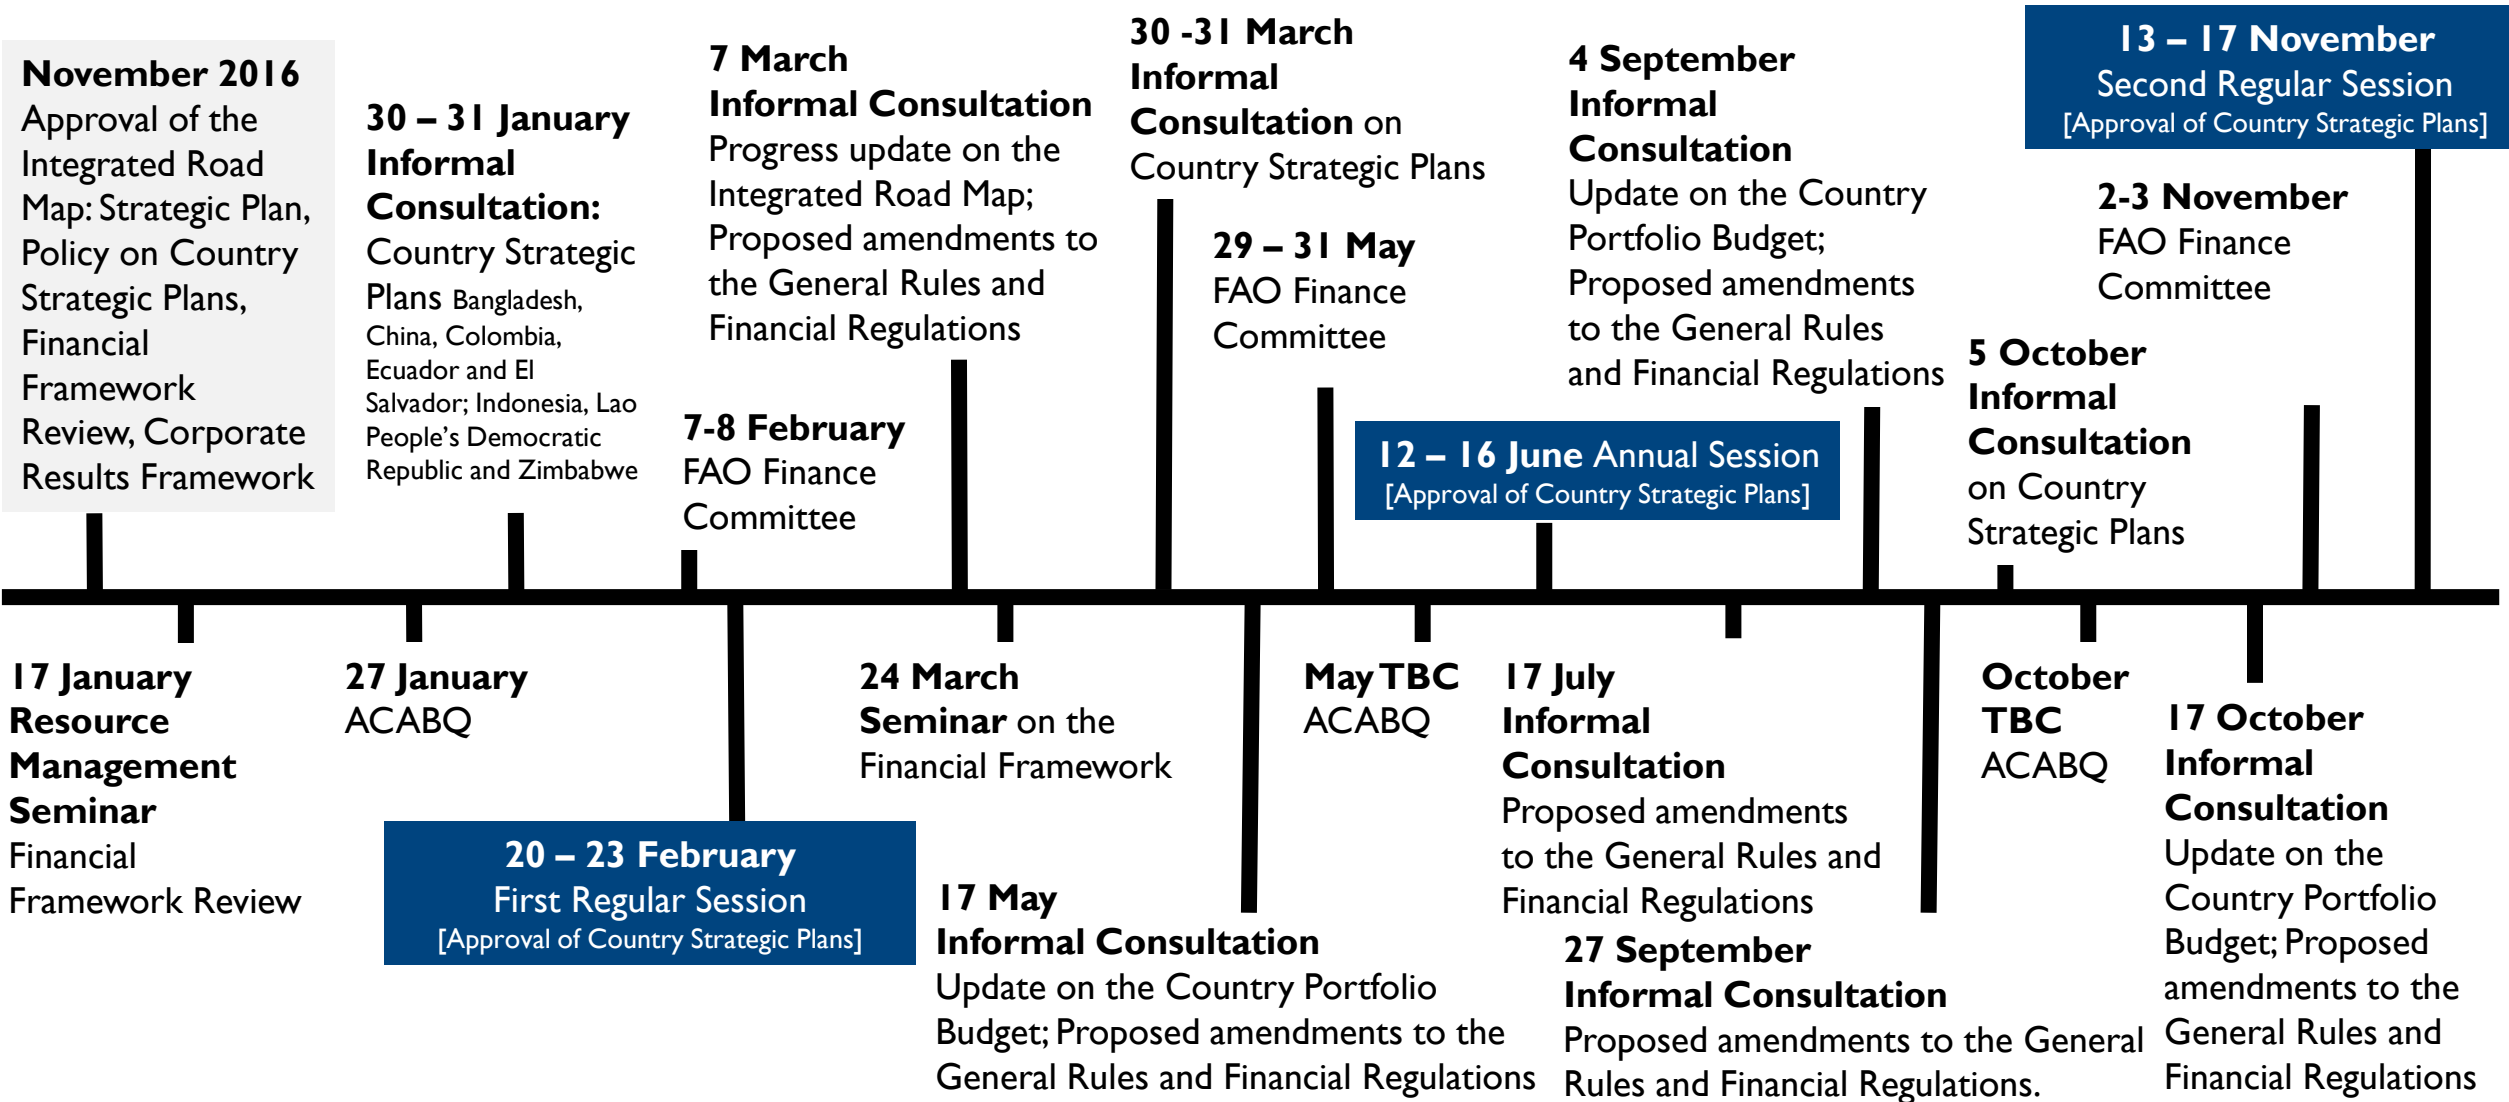 November 2016
Approval of the
Integrated Road
Map: Strategic Plan,
Policy on Country
Strategic Plans,
Financial
Framework
Review, Corporate
Results Framework
30 – 31 January
Informal
Consultation:
Country Strategic
Plans Bangladesh,
China, Colombia,
Ecuador and El
Salvador; Indonesia, Lao
People's Democratic
Republic and Zimbabwe
7-8 February
FAO Finance
Committee
7 March
Informal Consultation
Progress update on the
Integrated Road Map;
Proposed amendments to
the General Rules and
Financial Regulations
30 -31 March
Informal
Consultation on
Country Strategic Plans
29 – 31 May
FAO Finance
Committee
12 – 16 June Annual Session
[Approval of Country Strategic Plans]
4 September
Informal
Consultation
Update on the Country
Portfolio Budget;
Proposed amendments
to the General Rules
and Financial Regulations
5 October
Informal
Consultation
on Country
Strategic Plans
2-3 November
FAO Finance
Committee
13 – 17 November
Second Regular Session
[Approval of Country Strategic Plans]
17 January
Resource
Management
Seminar
Financial
Framework Review
27 January
ACABQ
20 – 23 February
First Regular Session
[Approval of Country Strategic Plans]
24 March
Seminar on the
Financial Framework
17 May
Informal Consultation
Update on the Country Portfolio
Budget; Proposed amendments to the
General Rules and Financial Regulations
May TBC
ACABQ
17 July
Informal
Consultation
Proposed amendments
to the General Rules and
Financial Regulations
27 September
Informal Consultation
Proposed amendments to the General
Rules and Financial Regulations.
October
TBC
ACABQ
17 October
Informal
Consultation
Update on the
Country Portfolio
Budget; Proposed
amendments to the
General Rules and
Financial Regulations